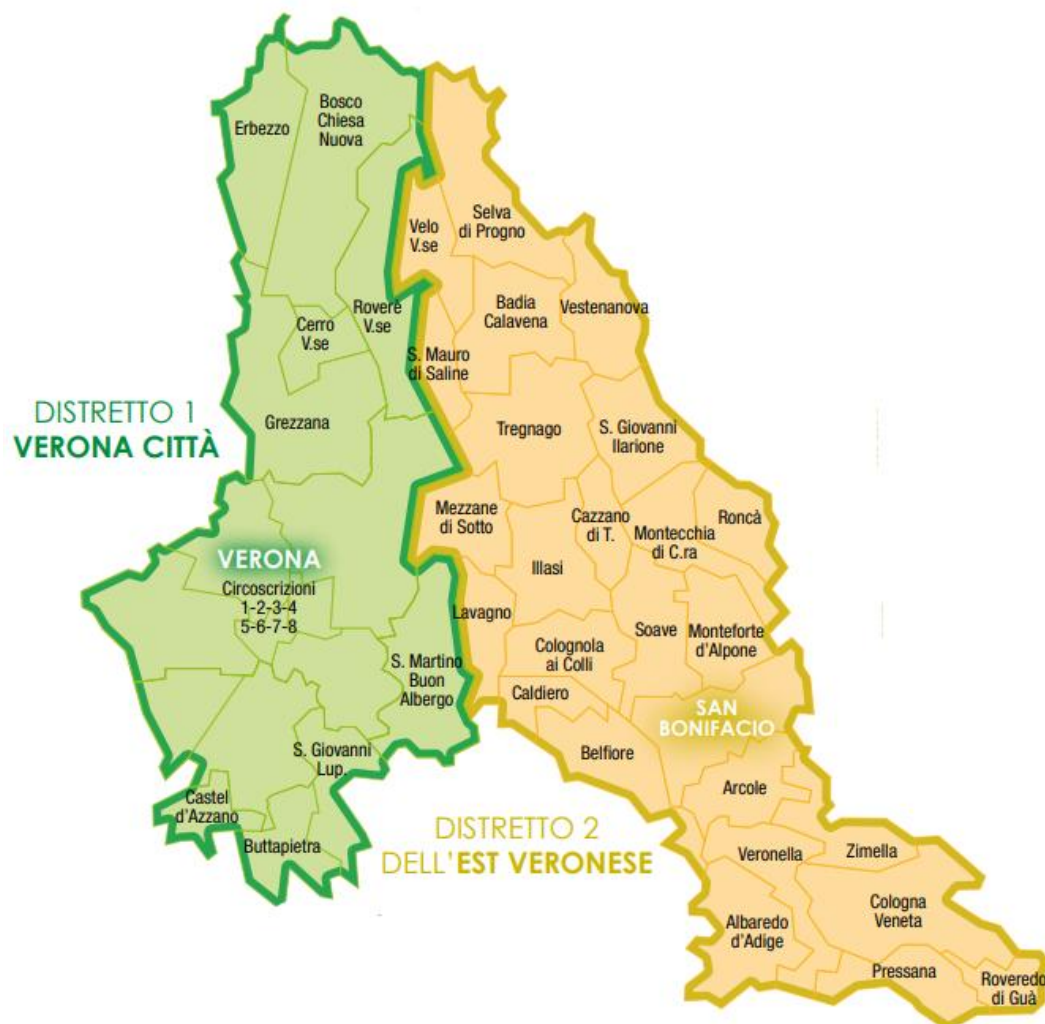 Erbezzo
Bosco
Chiesa
Nuova
Velo
V.se
Selva
di Progno
Cerro
V.se
Roverè
V.se
Badia
Calavena
Vestenanova
S. Mauro
di Saline
DISTRETTO 1
VERONA CITTÀ
Grezzana
Tregnago
S. Giovanni
Ilarione
Mezzane
di Sotto
Cazzano
di T.
Montecchia
di C.ra
Roncà
VERONA
Circoscrizioni
1-2-3-4
5-6-7-8
Illasi
Lavagno
Soave
Monteforte
d'Alpone
Colognola
ai Colli
S. Martino
Buon
Albergo
Caldiero
SAN
BONIFACIO
S. Giovanni
Lup.
Belfiore
Castel
d'Azzano
Buttapietra
Arcole
DISTRETTO 2
DELL'EST VERONESE
Veronella
Zimella
Cologna
Veneta
Albaredo
d'Adige
Pressana
Roveredo
di Guà